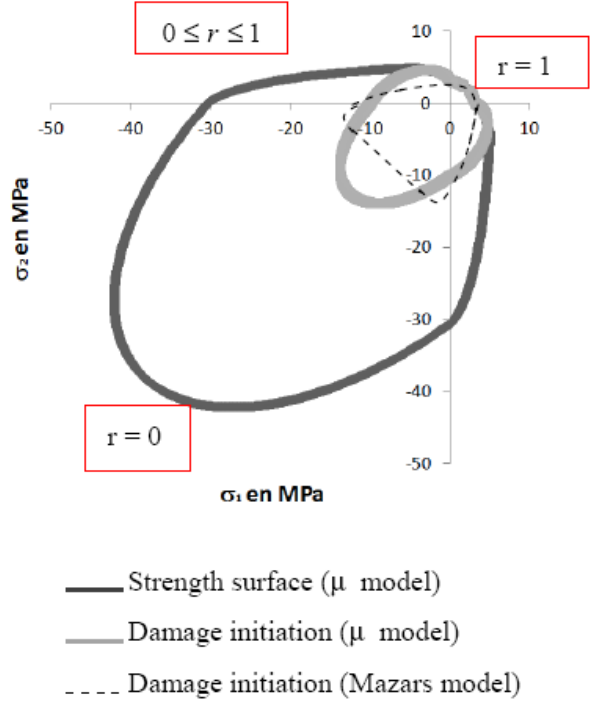 0 ≤ r ≤ 1
10
r = 1
0
-50 -40 -30 -20 -10 0 10
-10
-20
-30
-40
-50
σ₂ en MPa
r = 0
σ₁ en MPa
Strength surface (μ model)
Damage initiation (μ model)
Damage initiation (Mazars model)